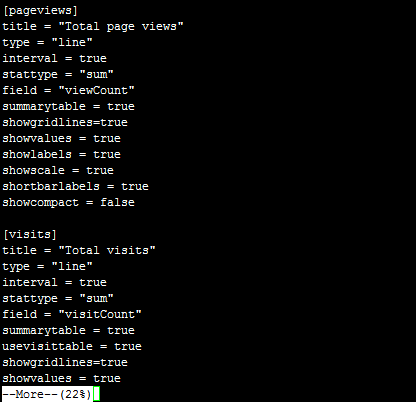 [pageviews]
title = "Total page views"
type = "line"
interval = true
stattype = "sum"
field = "viewCount"
summarytable = true
showgridlines=true
showvalues = true
showlabels = true
showscale = true
shortbarlabels = true
showcompact = false

[visits]
title = "Total visits"
type = "line"
interval = true
stattype = "sum"
field = "visitCount"
summarytable = true
usevisittable = true
showgridlines=true
showvalues = true
--More--(22%)